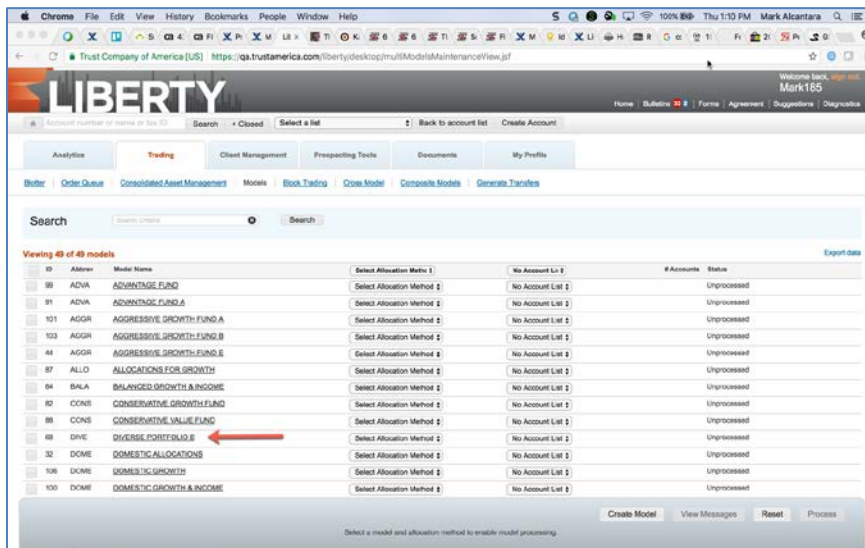 Chrome File Edit View History Bookmarks People Window Help 100% Thu 1:10 PM Mark Alcantara
Trust Company of America [US] https://qa.trustamerica.com/liberty/desktop/multiModelsMaintenanceView.jsf
LIBERTY
Welcome back, sign out.
Mark185
Home Bulletins Forms Agreement Suggestions Diagnostics
Account number or name or tax ID Search + Closed Select a list Back to account list Create Account
Analytics Trading Client Management Prospecting Tools Documents My Profile
Blotter Order Queue Consolidated Asset Management Models Block Trading Cross Model Composite Models Generate Transfers
Search Search Criteria Search
Viewing 49 of 49 models Export data
ID Abbrev Model Name Select Allocation Metho No Account Lis # Accounts Status
99 ADVA ADVANTAGE FUND Select Allocation Method No Account List Unprocessed
91 ADVA ADVANTAGE FUND A Select Allocation Method No Account List Unprocessed
101 AGGR AGGRESSIVE GROWTH FUND A Select Allocation Method No Account List Unprocessed
103 AGGR AGGRESSIVE GROWTH FUND B Select Allocation Method No Account List Unprocessed
44 AGGR AGGRESSIVE GROWTH FUND E Select Allocation Method No Account List Unprocessed
87 ALLO ALLOCATIONS FOR GROWTH Select Allocation Method No Account List Unprocessed
64 BALA BALANCED GROWTH & INCOME Select Allocation Method No Account List Unprocessed
82 CONS CONSERVATIVE GROWTH FUND Select Allocation Method No Account List Unprocessed
88 CONS CONSERVATIVE VALUE FUND Select Allocation Method No Account List Unprocessed
68 DIVE DIVERSE PORTFOLIO Select Allocation Method No Account List Unprocessed
32 DOME DOMESTIC ALLOCATIONS Select Allocation Method No Account List Unprocessed
106 DOME DOMESTIC GROWTH Select Allocation Method No Account List Unprocessed
100 DOME DOMESTIC GROWTH & INCOME Select Allocation Method No Account List Unprocessed
Create Model View Messages Reset Process
Select a model and allocation method to enable model processing.